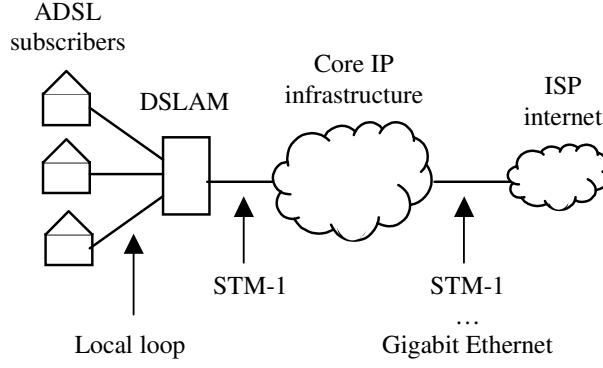 ADSL
subscribers
DSLAM
Core IP
infrastructure
ISP
internet
STM-1
STM-1
…
Local loop
Gigabit Ethernet